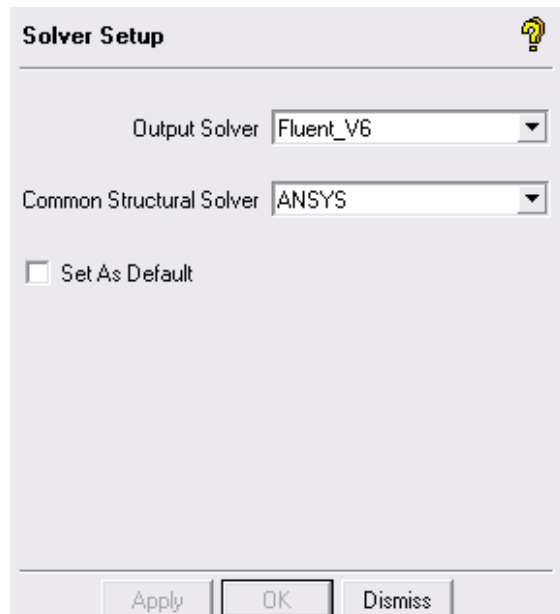 Solver Setup
Output Solver Fluent_V6
Common Structural Solver ANSYS
Set As Default
Apply OK Dismiss